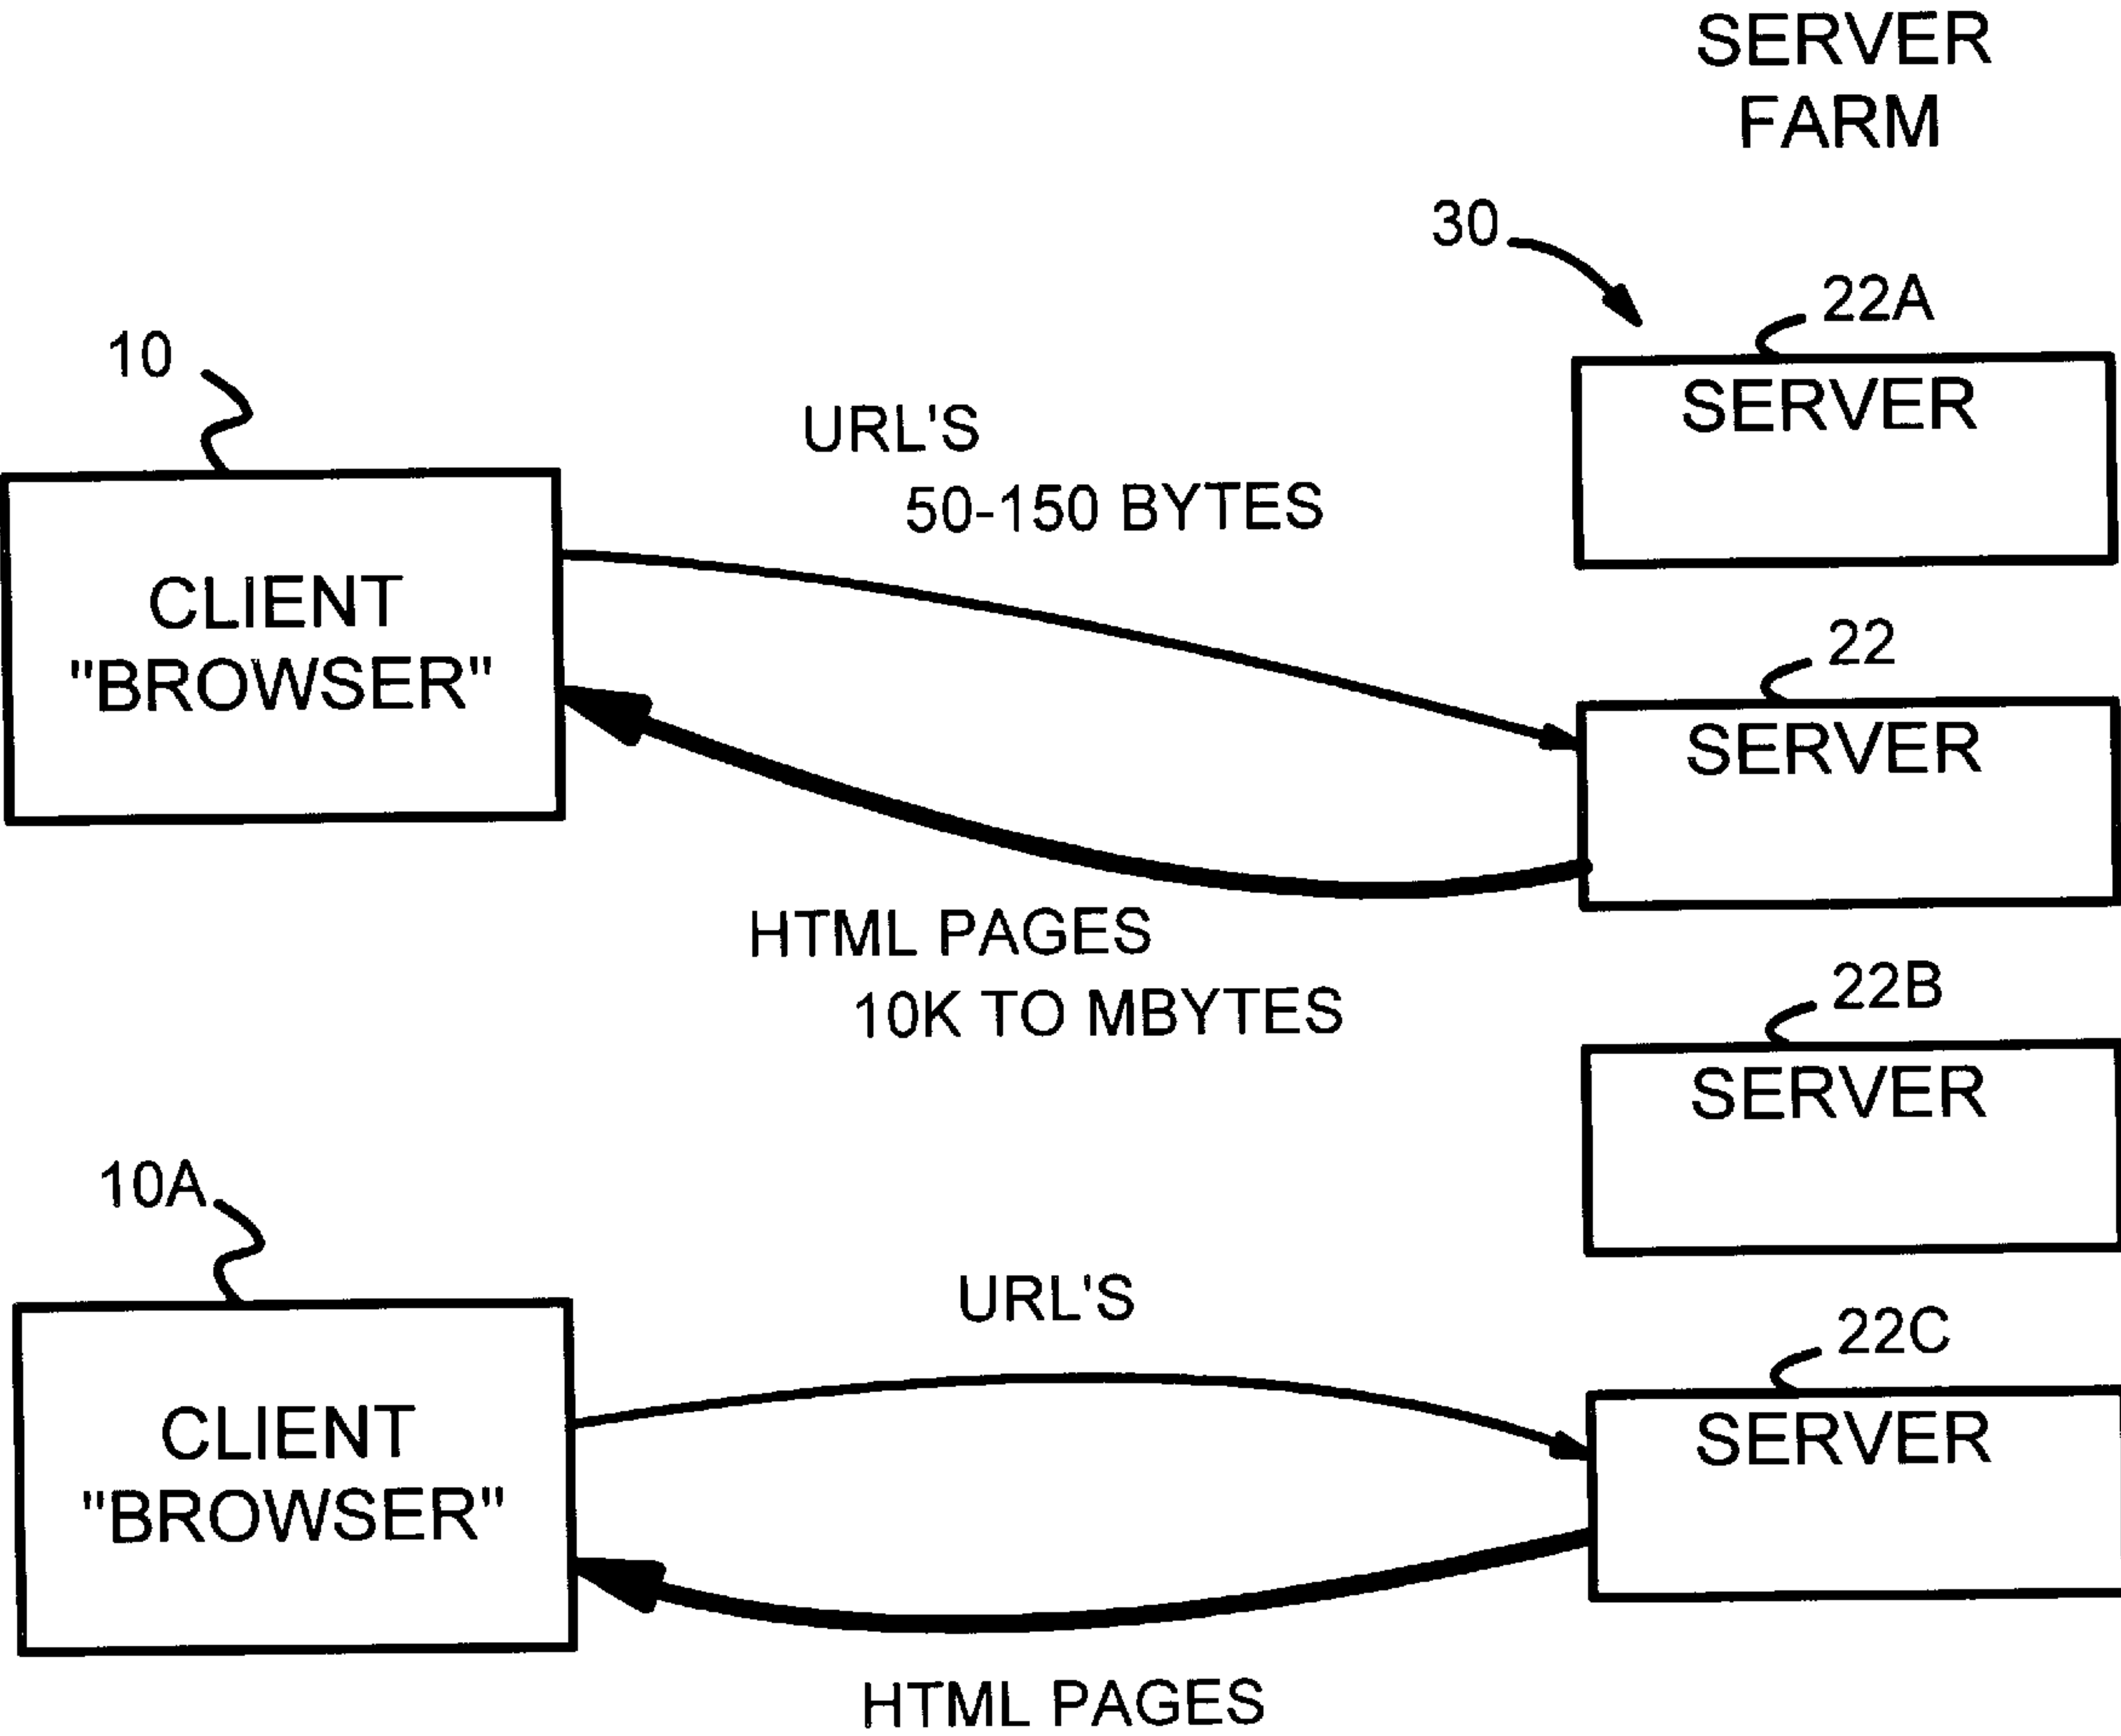 SERVER
FARM
30
22A
SERVER
10
URL'S
50-150 BYTES
CLIENT
"BROWSER"
22
SERVER
HTML PAGES
10K TO MBYTES
22B
SERVER
10A
URL'S
22C
CLIENT
"BROWSER"
SERVER
HTML PAGES